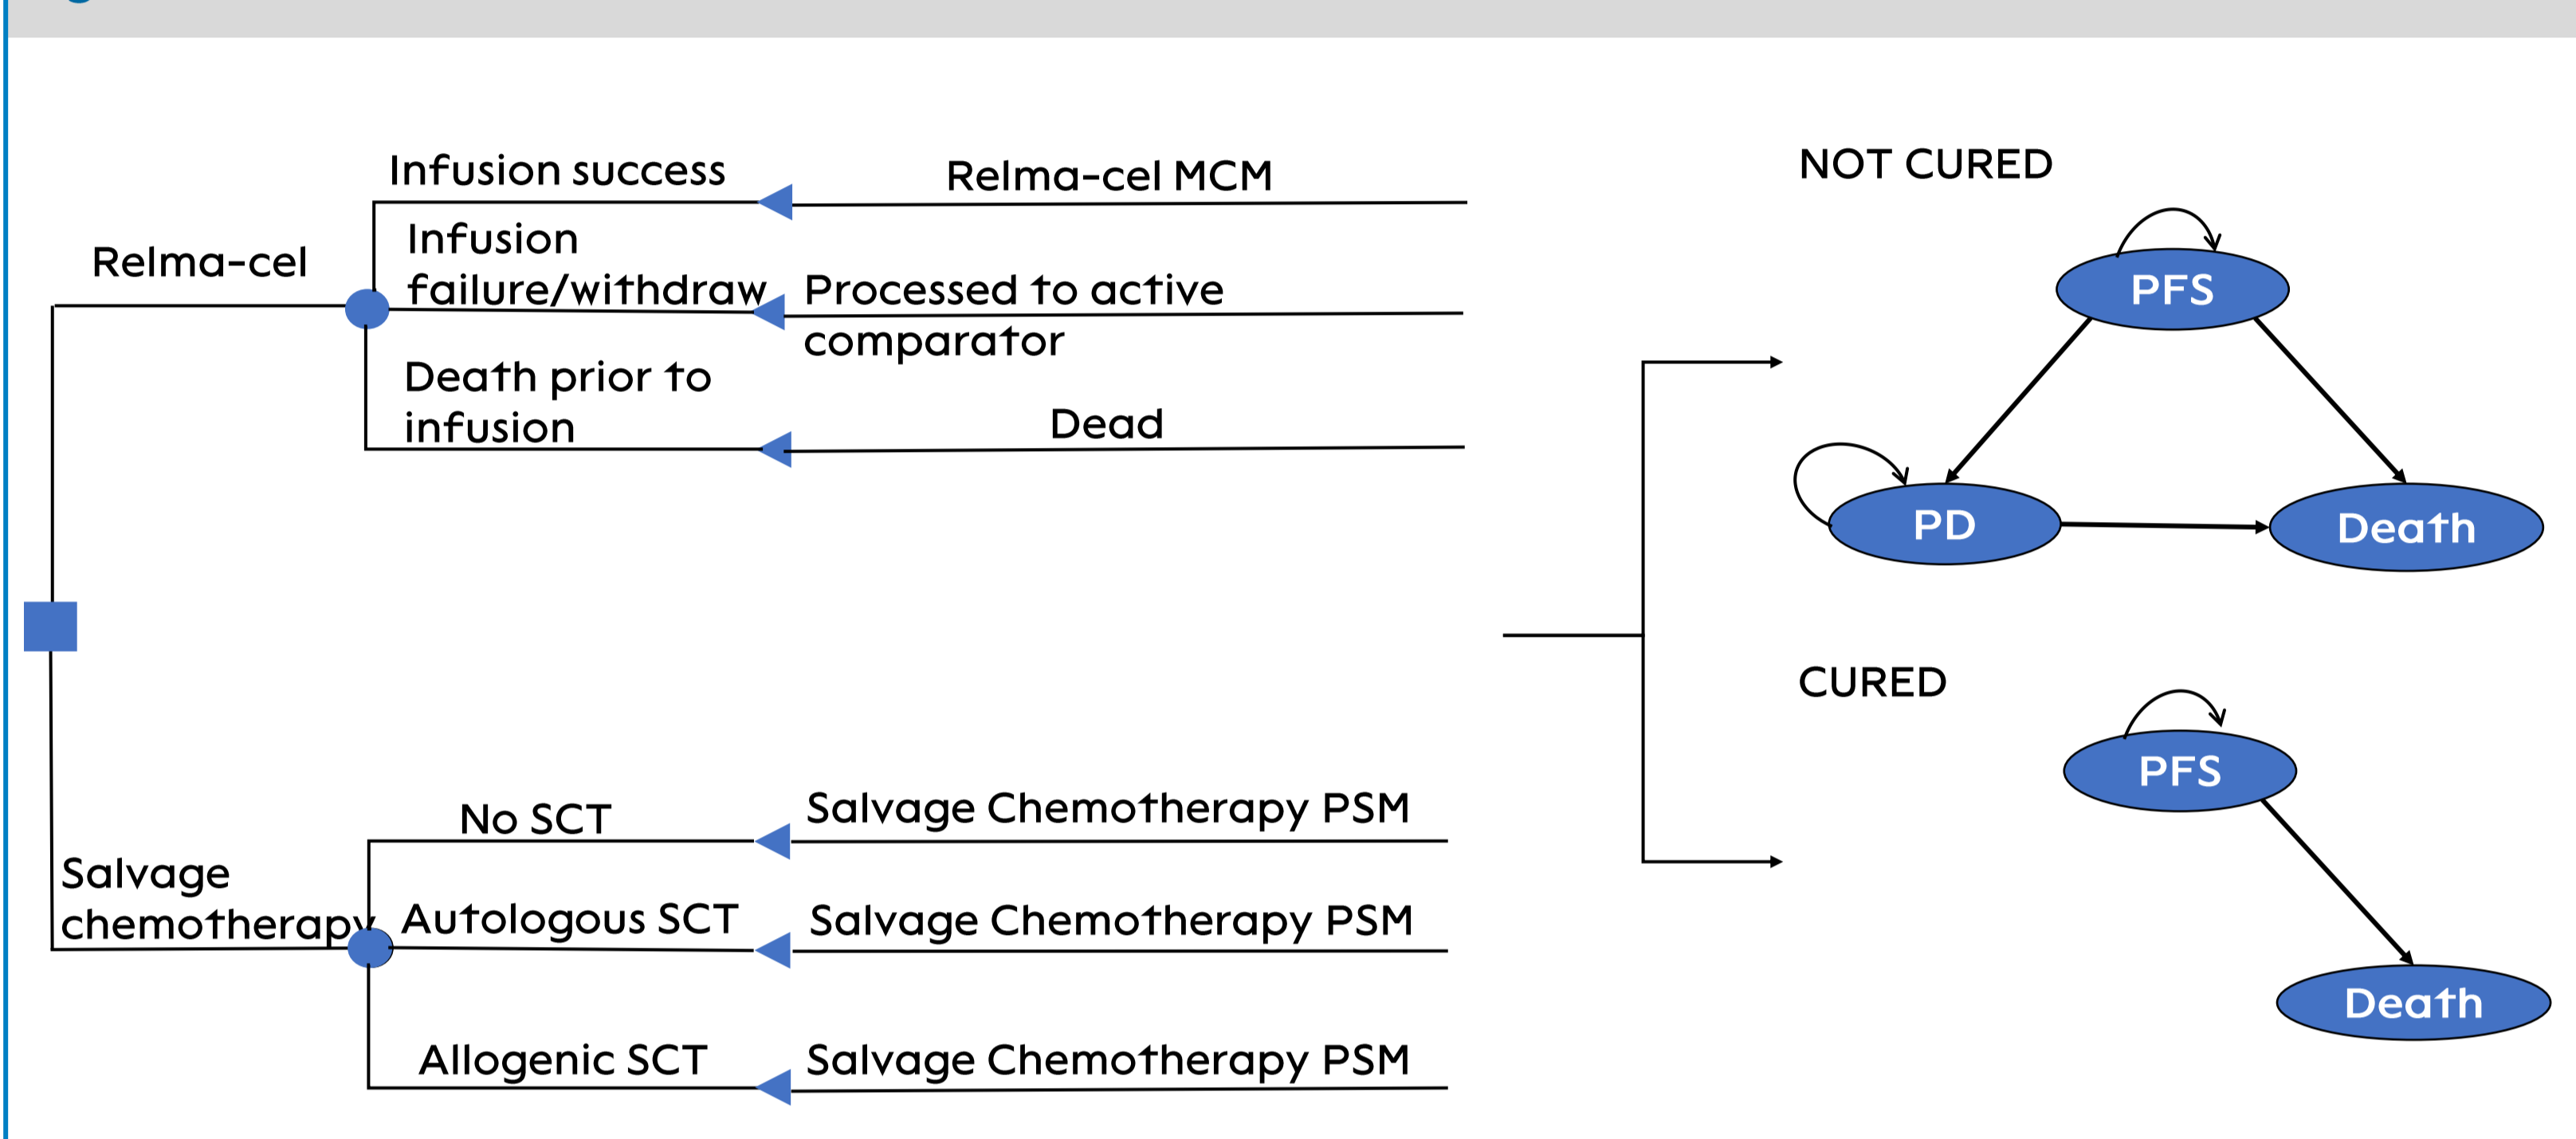 Relma-cel
Infusion success
Relma-cel MCM
Infusion
failure/withdraw
Processed to active
comparator
Death prior to
infusion
Dead
Salvage
chemotherapy
No SCT
Salvage Chemotherapy PSM
Autologous SCT
Salvage Chemotherapy PSM
Allogenic SCT
Salvage Chemotherapy PSM
NOT CURED
PFS
PD
Death
CURED
PFS
Death